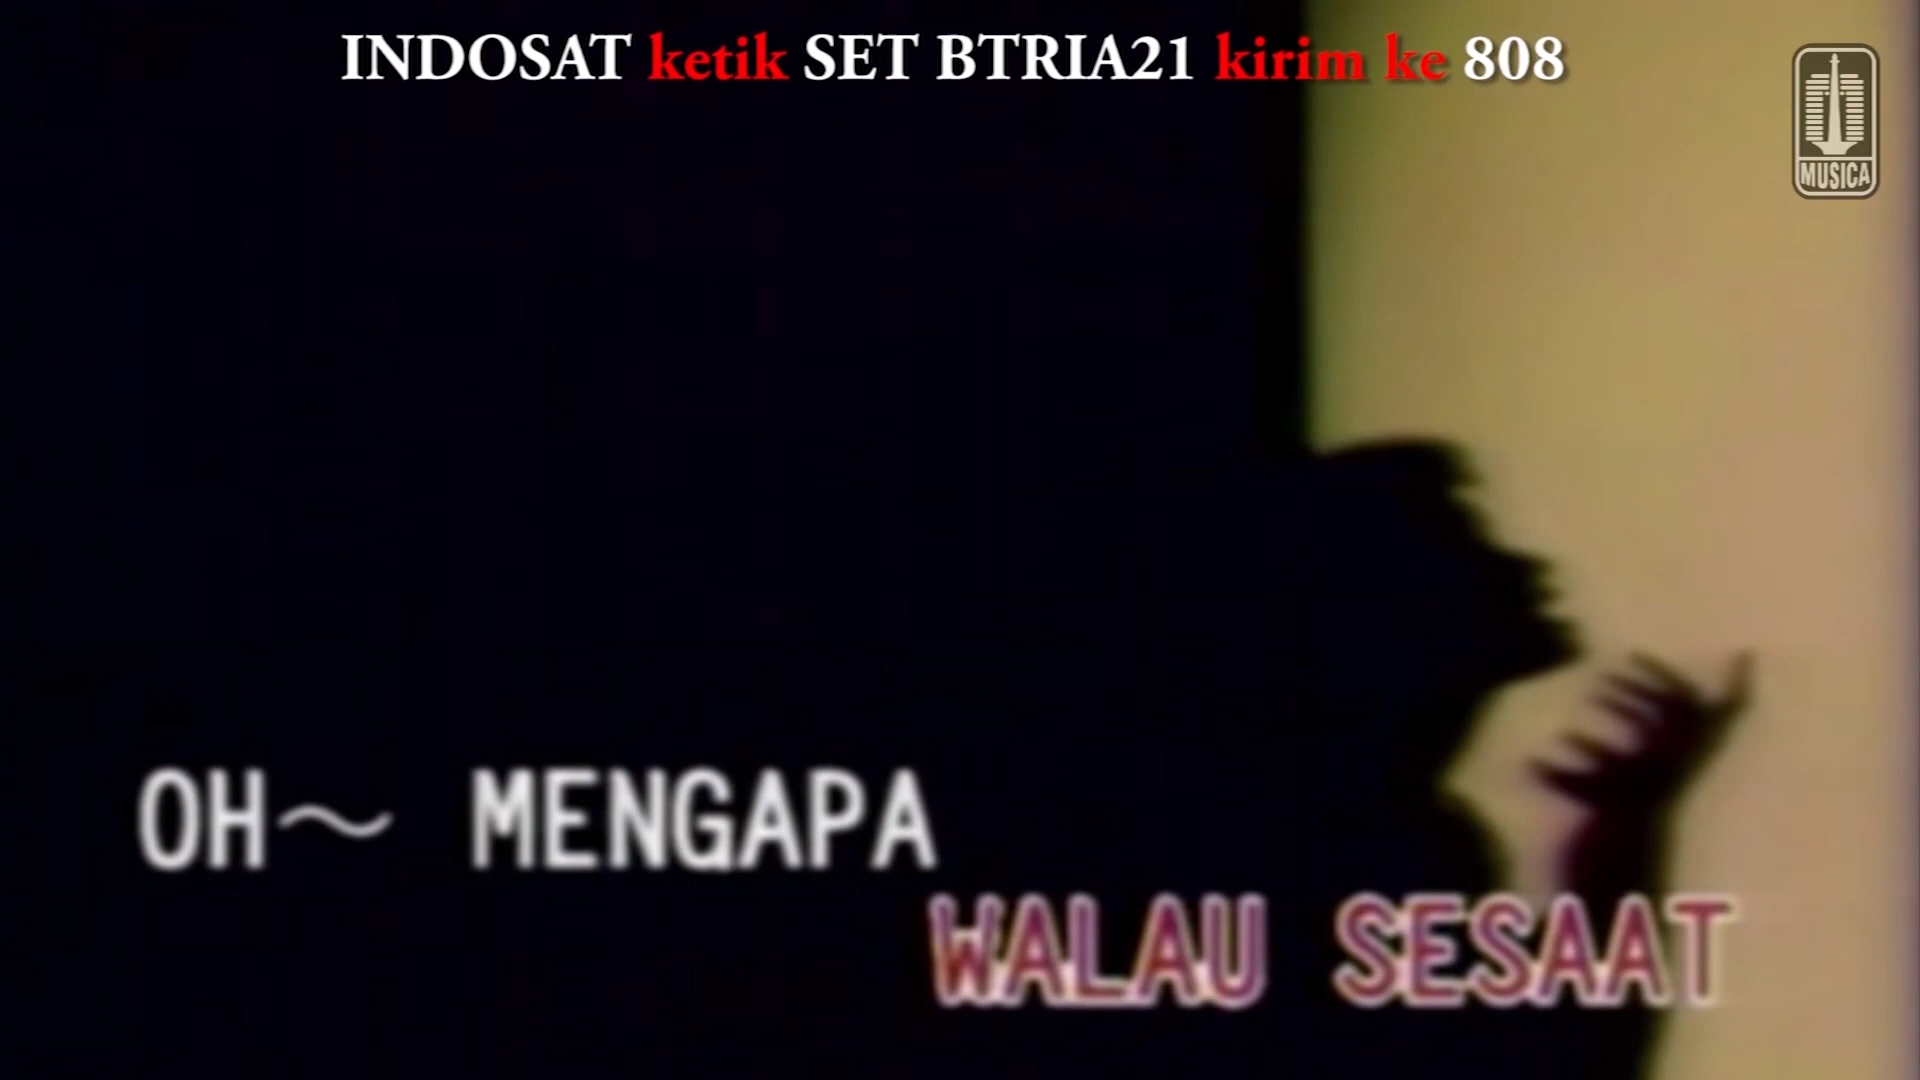 INDOSAT ketik SET BTRIA21 kirim ke 808
MUSICA
OH～ MENGAPA
WALAU SESAAT